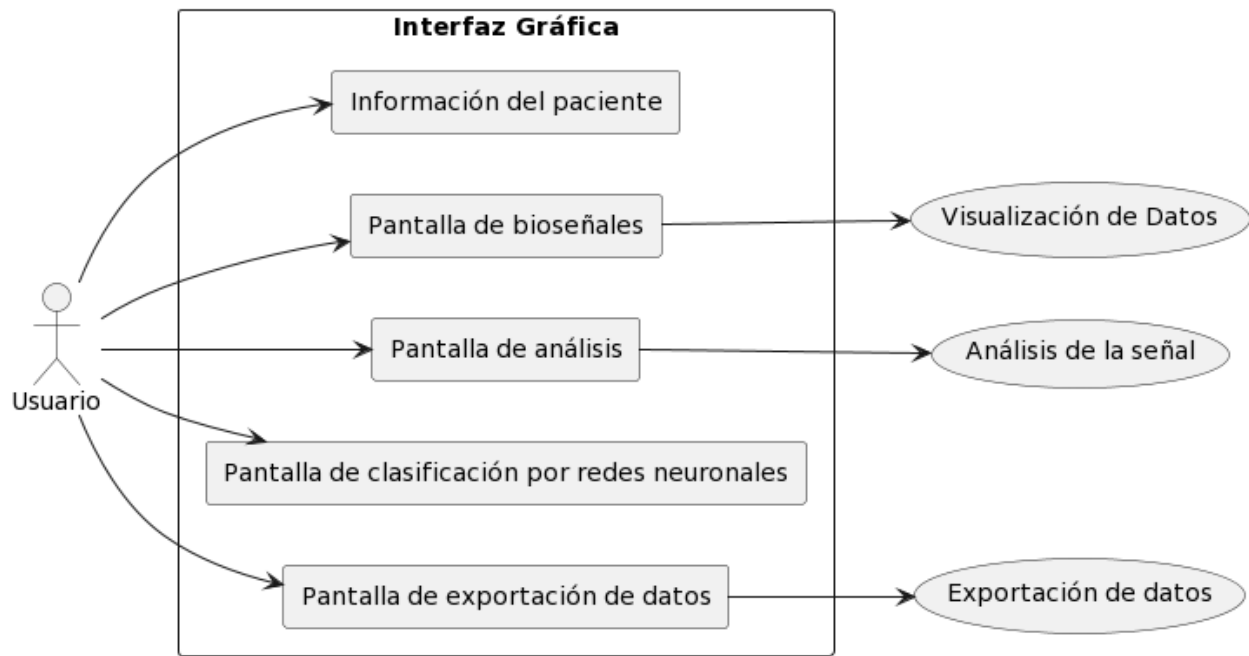 Interfaz Gráfica
Información del paciente
Pantalla de bioseñales
Visualización de Datos
Pantalla de análisis
Análisis de la señal
Usuario
Pantalla de clasificación por redes neuronales
Pantalla de exportación de datos
Exportación de datos